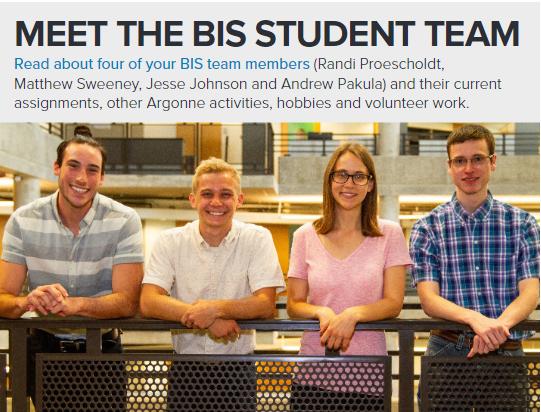 MEET THE BIS STUDENT TEAM
Read about four of your BIS team members (Randi Proescholdt,
Matthew Sweeney, Jesse Johnson and Andrew Pakula) and their current
assignments, other Argonne activities, hobbies and volunteer work.